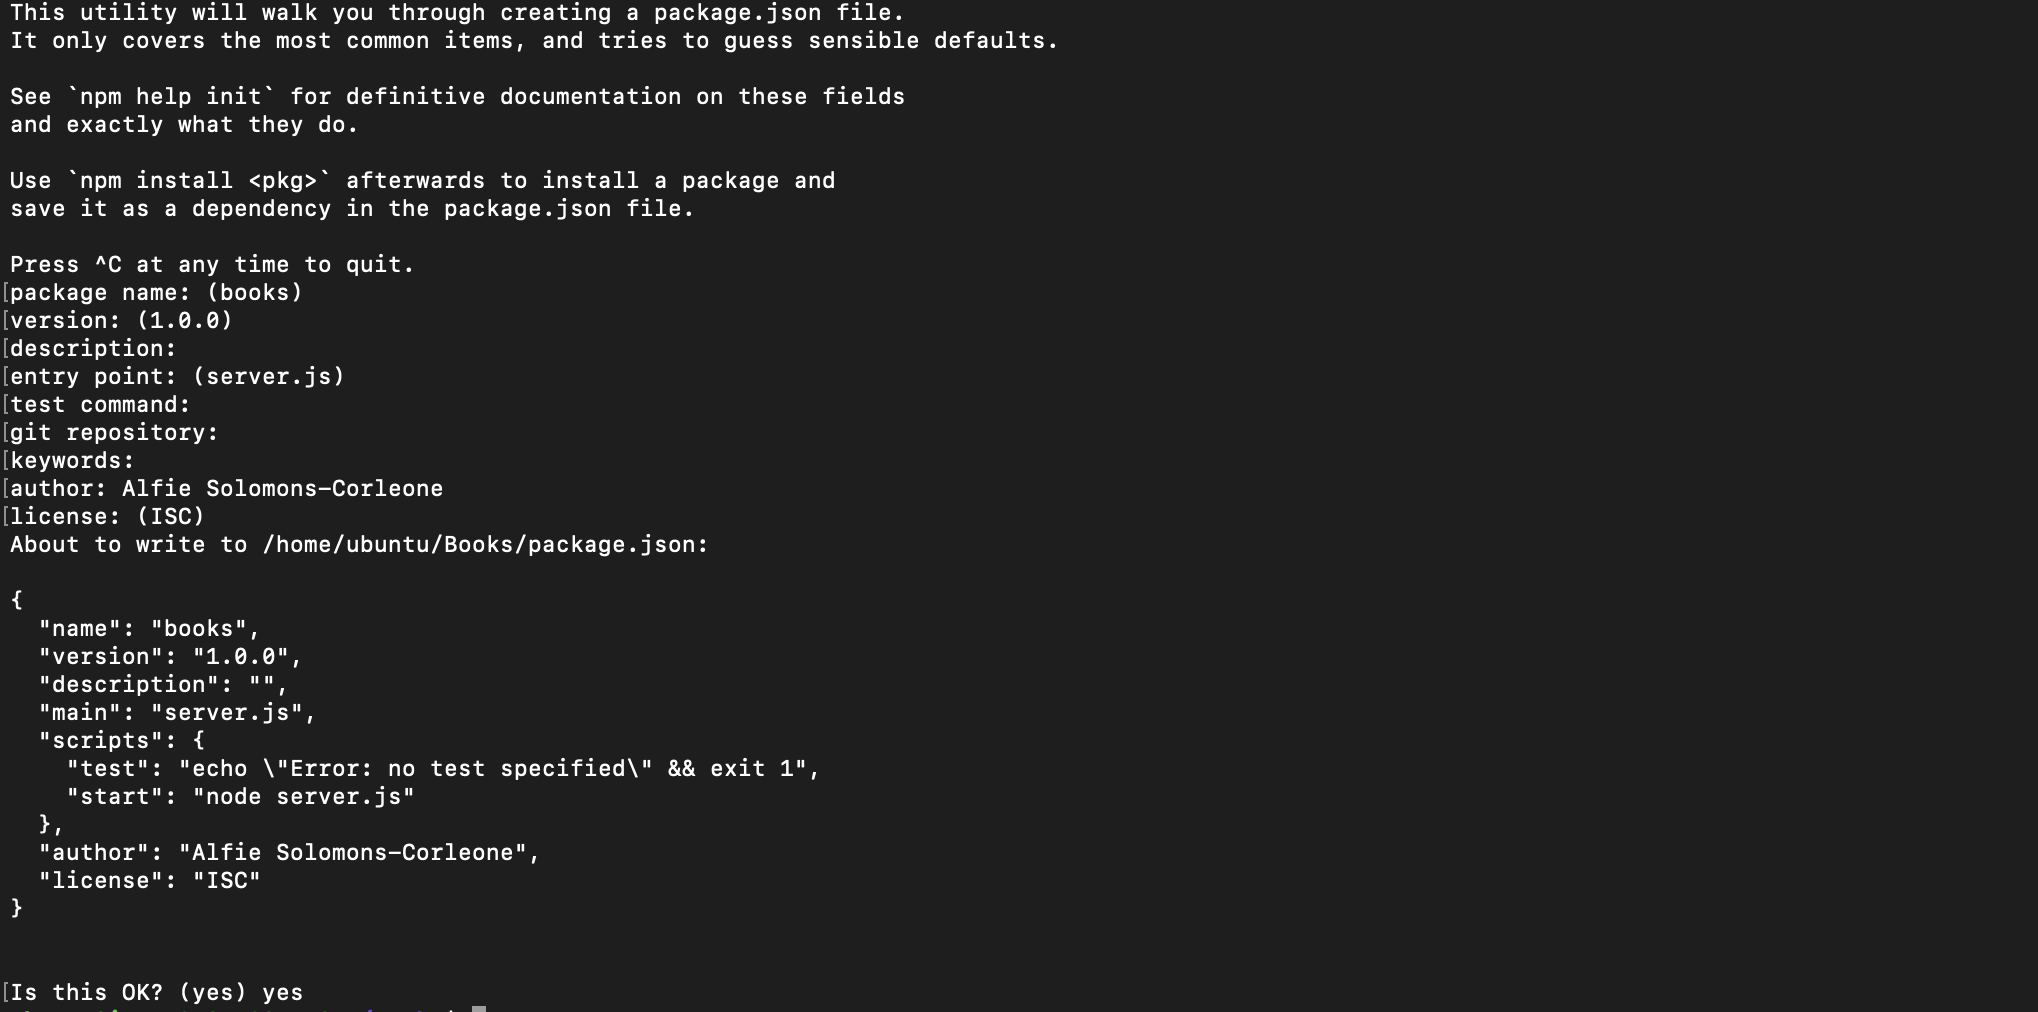 This utility will walk you through creating a package.json file.
It only covers the most common items, and tries to guess sensible defaults.
See `npm help init` for definitive documentation on these fields
and exactly what they do.
Use `npm install <pkg>` afterwards to install a package and
save it as a dependency in the package.json file.
Press ^C at any time to quit.
[package name: (books)
[version: (1.0.0)
[description:
[entry point: (server.js)
[test command:
[git repository:
[keywords:
[author: Alfie Solomons-Corleone
[license: (ISC)
About to write to /home/ubuntu/Books/package.json:
{
  "name": "books",
  "version": "1.0.0",
  "description": "",
  "main": "server.js",
  "scripts": {
    "test": "echo \"Error: no test specified\" && exit 1",
    "start": "node server.js"
  },
  "author": "Alfie Solomons-Corleone",
  "license": "ISC"
}
[Is this OK? (yes) yes